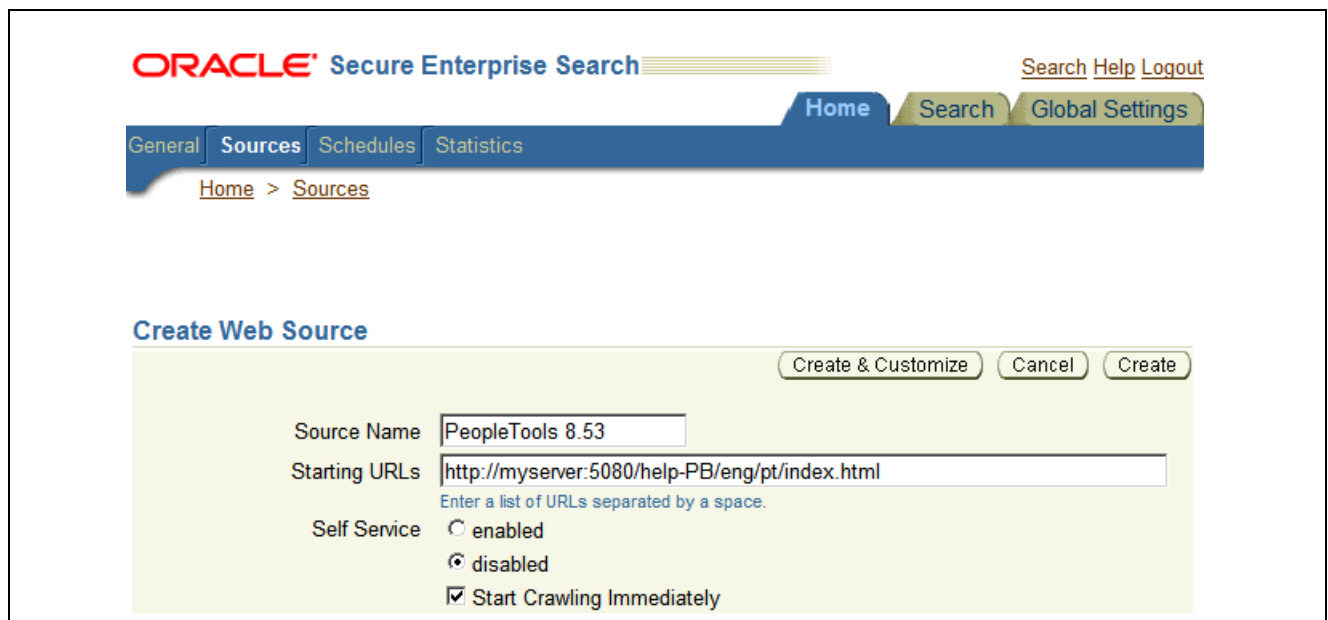 ORACLE Secure Enterprise Search
Search Help Logout
Home Search Global Settings
General Sources Schedules Statistics
Home > Sources
Create Web Source
Create & Customize Cancel Create
Source Name PeopleTools 8.53
Starting URLs http://myserver:5080/help-PB/eng/pt/index.html
Enter a list of URLs separated by a space.
Self Service enabled
disabled
Start Crawling Immediately